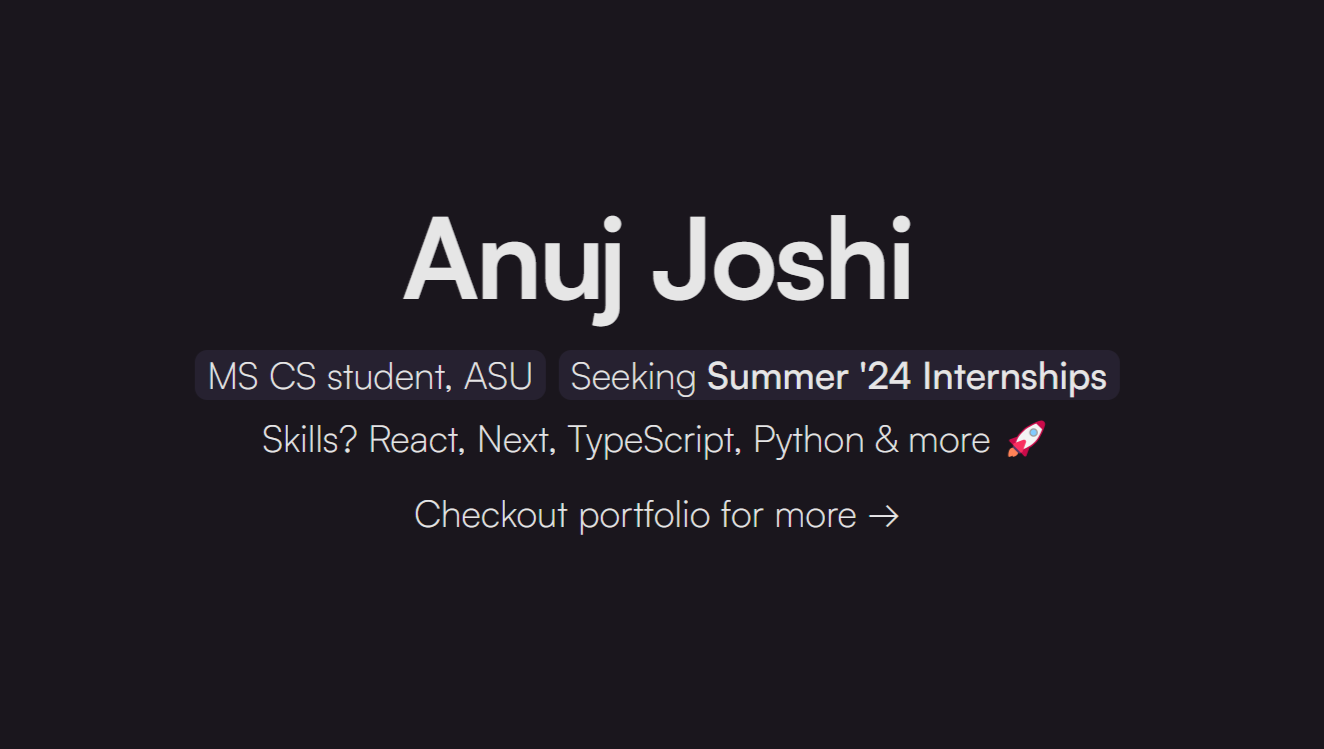 Anuj Joshi
MS CS student, ASU Seeking Summer '24 Internships
Skills? React, Next, TypeScript, Python & more 🚀
Checkout portfolio for more →